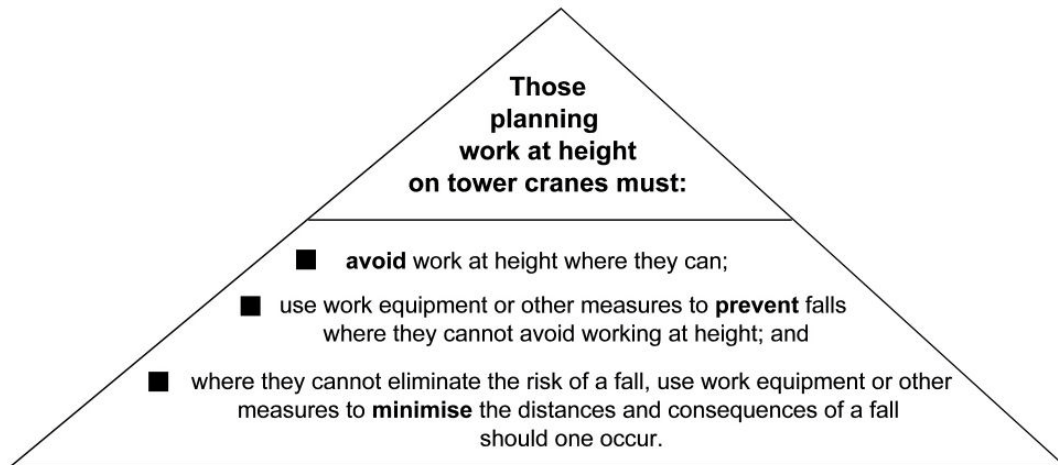 Those
planning
work at height
on tower cranes must:
■ avoid work at height where they can;
■ use work equipment or other measures to prevent falls
where they cannot avoid working at height; and
■ where they cannot eliminate the risk of a fall, use work equipment or other
measures to minimise the distances and consequences of a fall
should one occur.